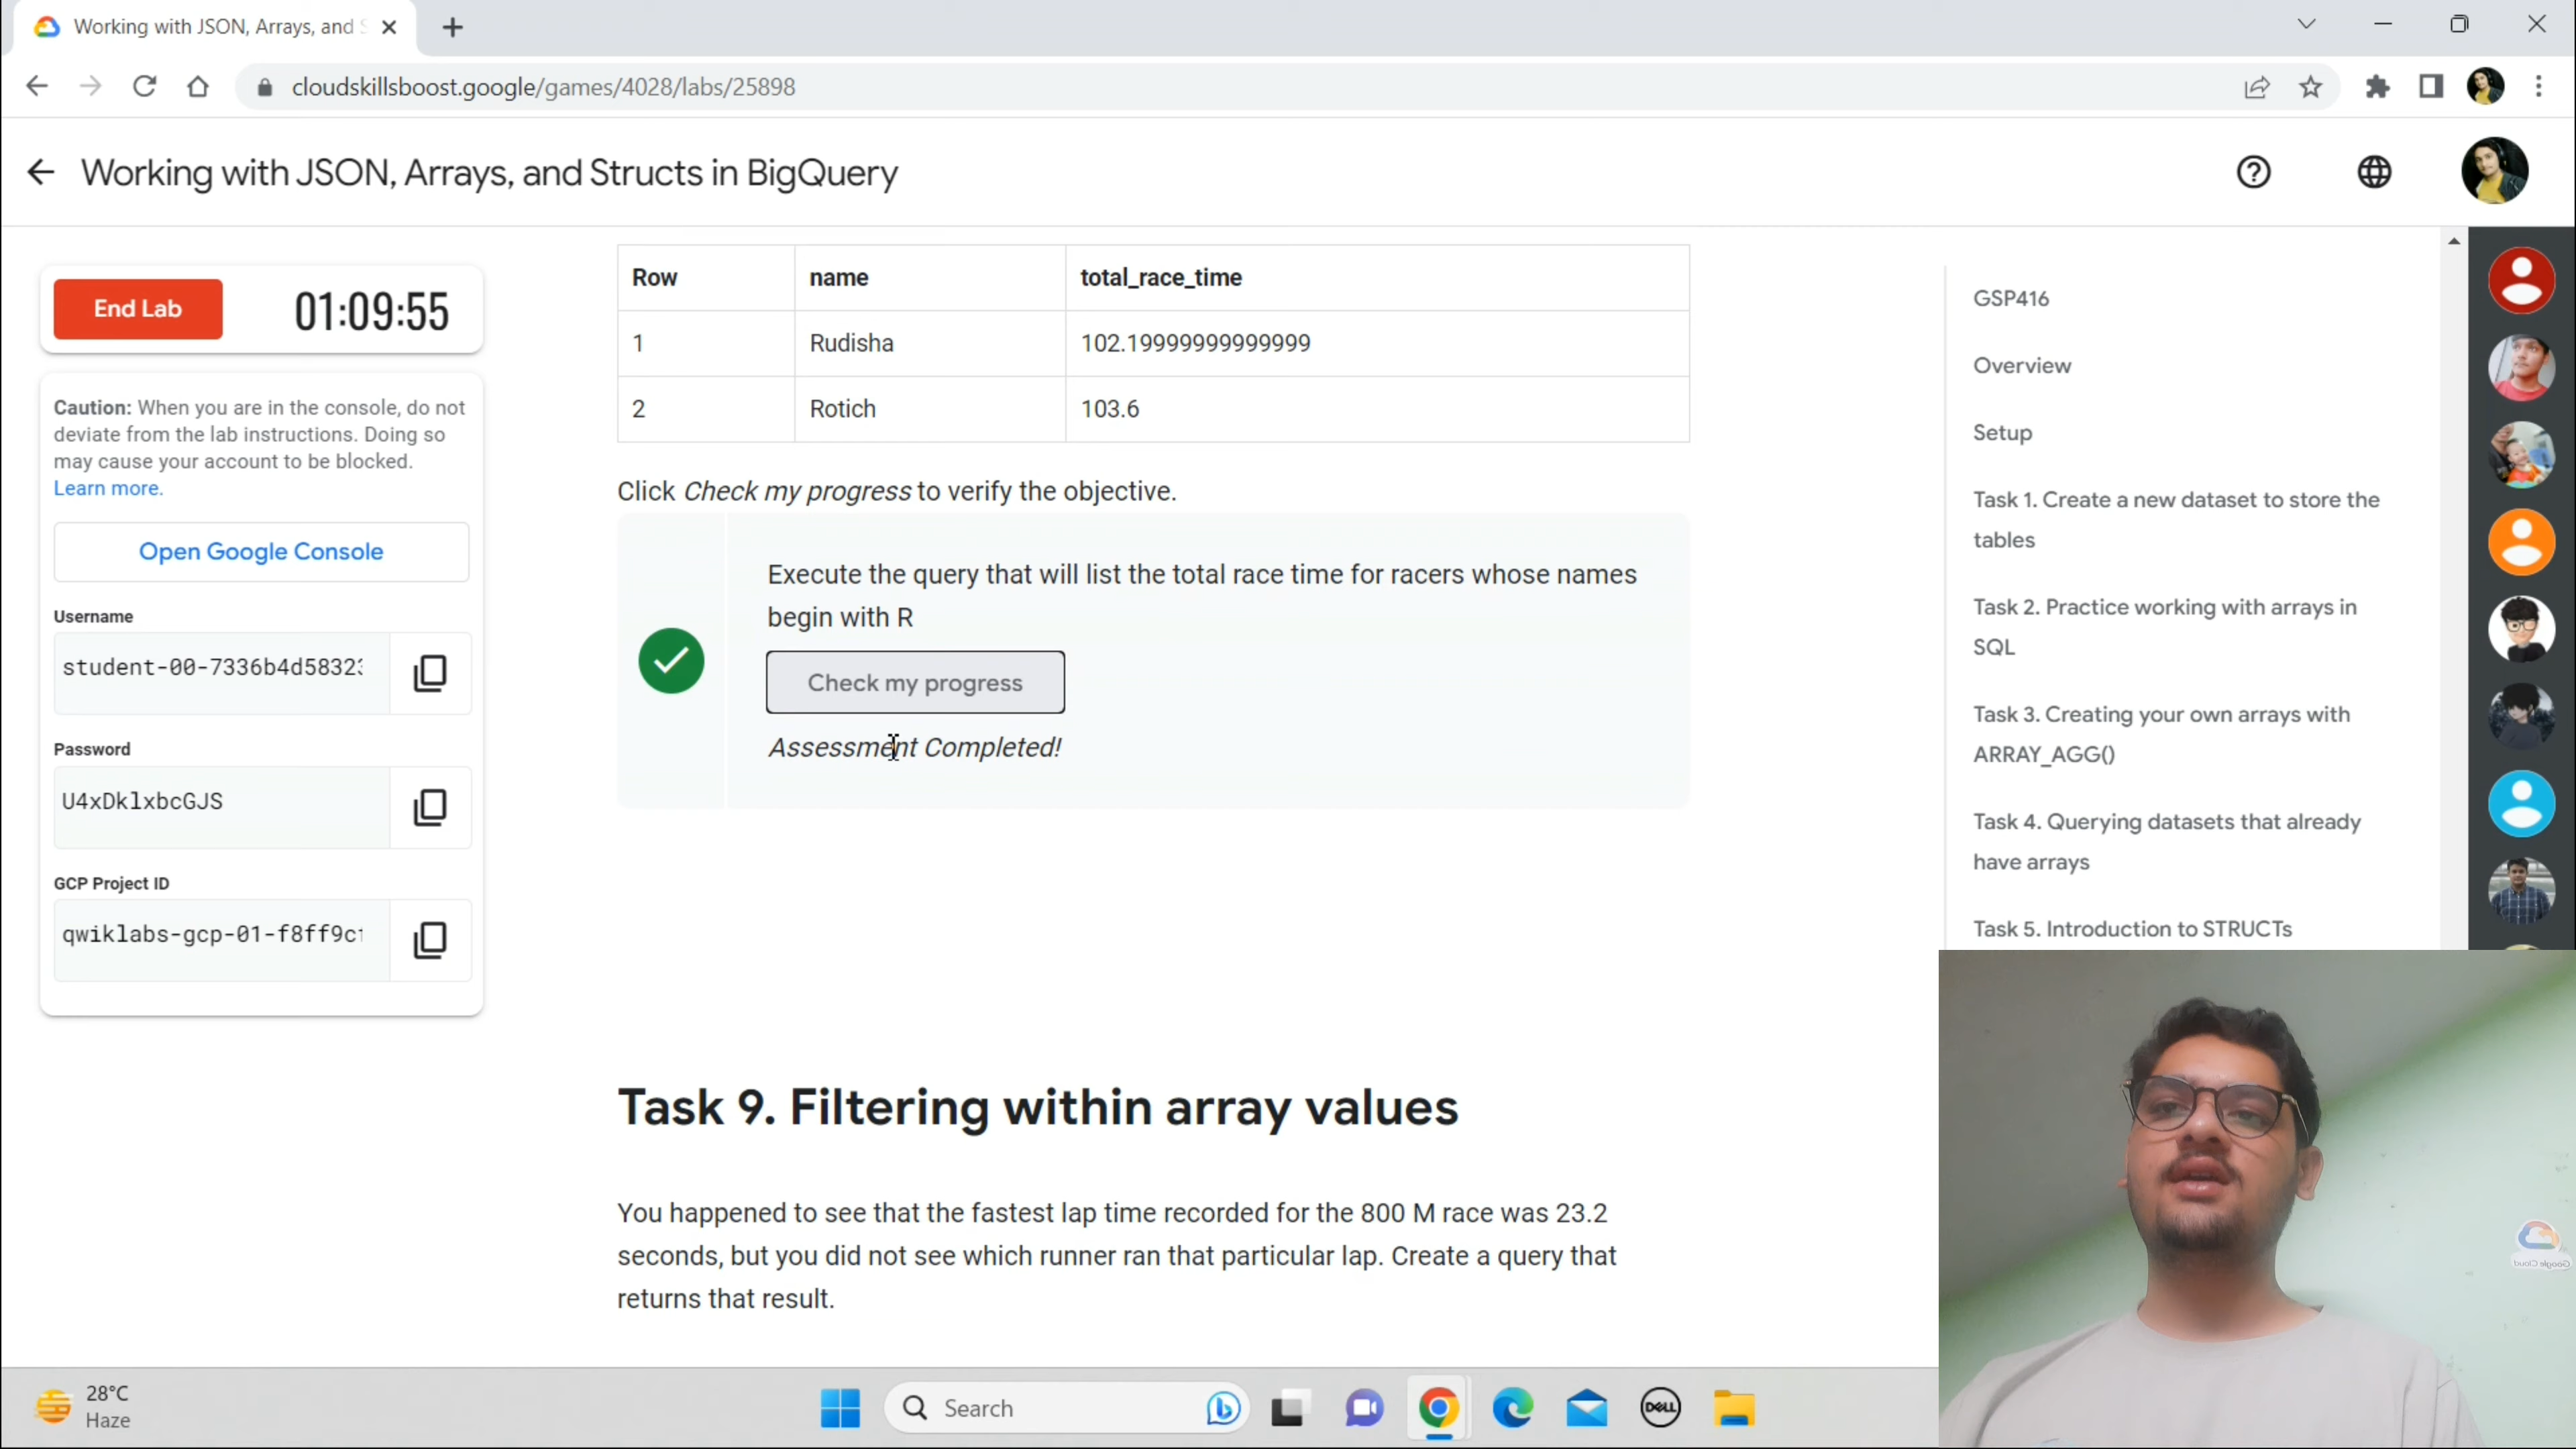 Working with JSON, Arrays, and S
cloudskillsboost.google/games/4028/labs/25898
Working with JSON, Arrays, and Structs in BigQuery
End Lab
01:09:55
Caution: When you are in the console, do not
deviate from the lab instructions. Doing so
may cause your account to be blocked.
Learn more.
Open Google Console
Username
student-00-7336b4d58323
Password
U4xDklxbcGJS
GCP Project ID
qwiklabs-gcp-01-f8ff9cf
Row name total_race_time
1 Rudisha 102.19999999999999
2 Rotich 103.6
Click Check my progress to verify the objective.
Execute the query that will list the total race time for racers whose names
begin with R
Check my progress
Assessment Completed!
Task 9. Filtering within array values
You happened to see that the fastest lap time recorded for the 800 M race was 23.2
seconds, but you did not see which runner ran that particular lap. Create a query that
returns that result.
GSP416
Overview
Setup
Task 1. Create a new dataset to store the
tables
Task 2. Practice working with arrays in
SQL
Task 3. Creating your own arrays with
ARRAY_AGG()
Task 4. Querying datasets that already
have arrays
Task 5. Introduction to STRUCTs
Google Cloud
28°C
Haze
Search
DELL